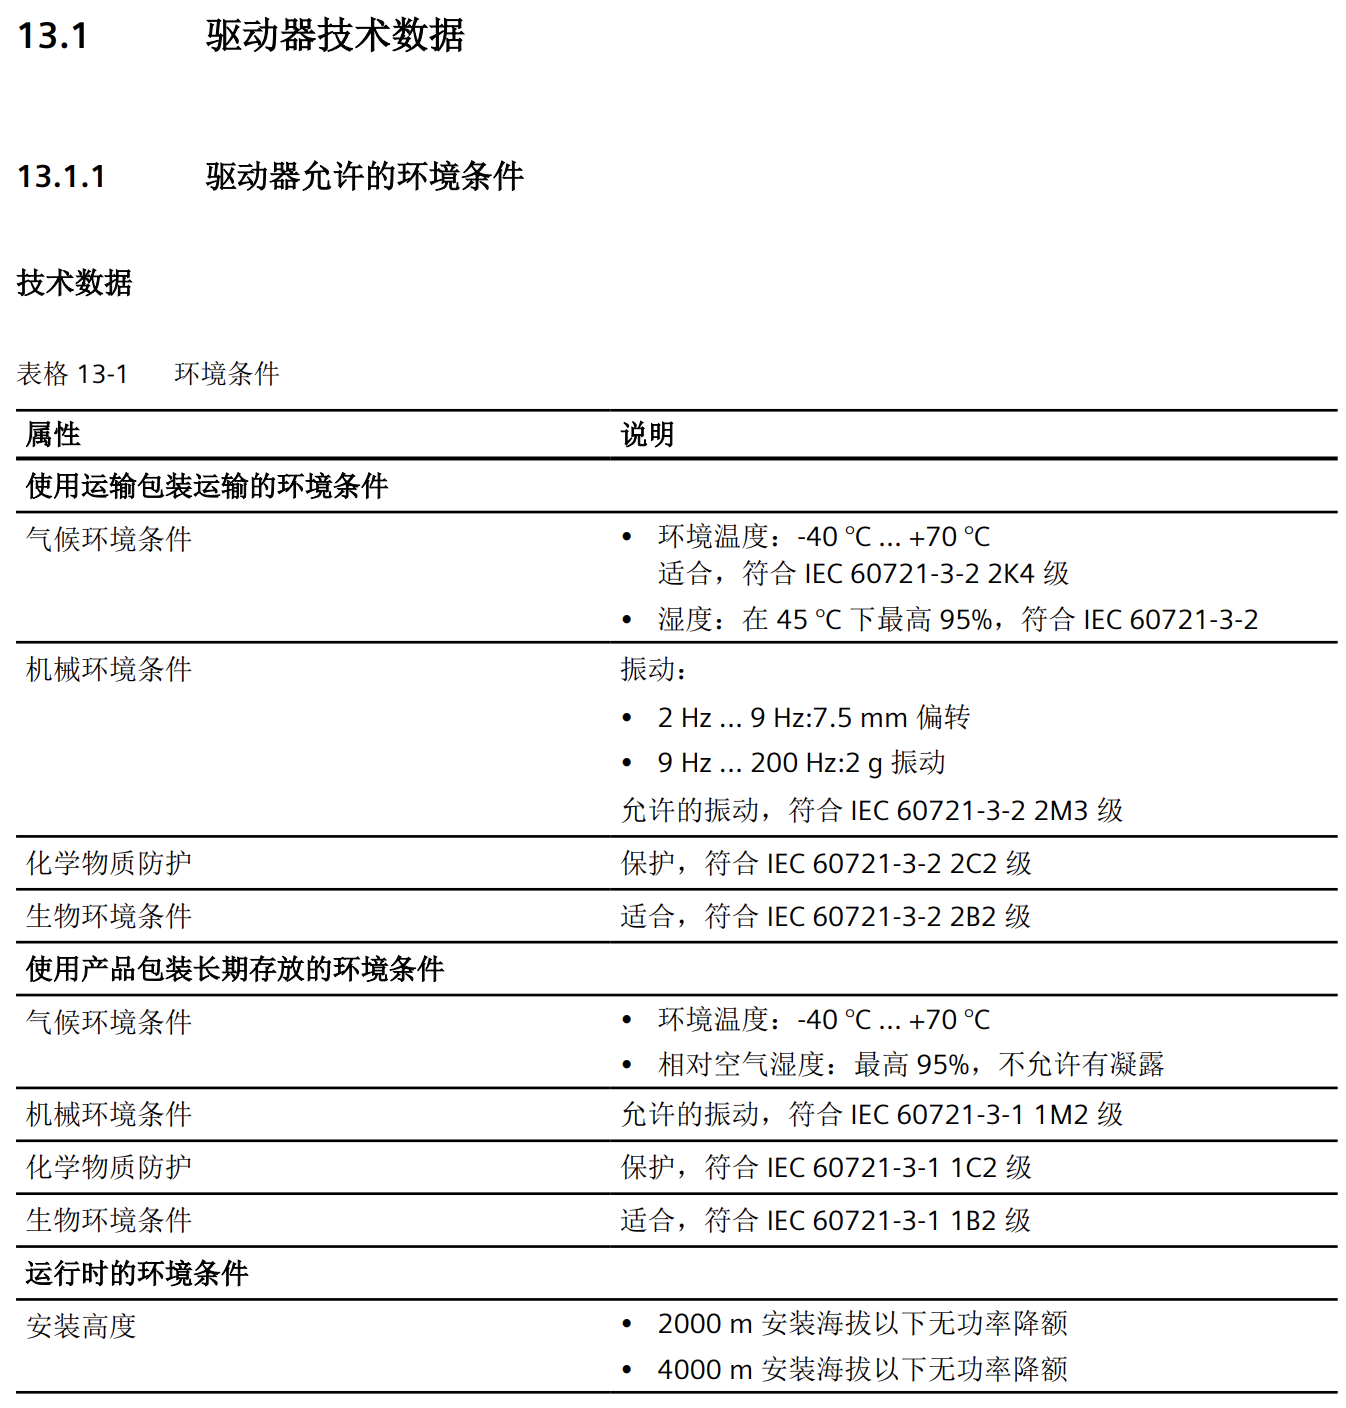 13.1 驱动器技术数据
13.1.1 驱动器允许的环境条件
技术数据
表格 13-1 环境条件
属性 说明
使用运输包装运输的环境条件
气候环境条件 • 环境温度：-40 ℃ ... +70 ℃
适合，符合 IEC 60721-3-2 2K4 级
• 湿度：在 45 ℃ 下最高 95%，符合 IEC 60721-3-2
机械环境条件 振动：
• 2 Hz ... 9 Hz:7.5 mm 偏转
• 9 Hz ... 200 Hz:2 g 振动
允许的振动，符合 IEC 60721-3-2 2M3 级
化学物质防护 保护，符合 IEC 60721-3-2 2C2 级
生物环境条件 适合，符合 IEC 60721-3-2 2B2 级
使用产品包装长期存放的环境条件
气候环境条件 • 环境温度：-40 ℃ ... +70 ℃
• 相对空气湿度：最高 95%，不允许有凝露
机械环境条件 允许的振动，符合 IEC 60721-3-1 1M2 级
化学物质防护 保护，符合 IEC 60721-3-1 1C2 级
生物环境条件 适合，符合 IEC 60721-3-1 1B2 级
运行时的环境条件
安装高度 • 2000 m 安装海拔以下无功率降额
• 4000 m 安装海拔以下无功率降额